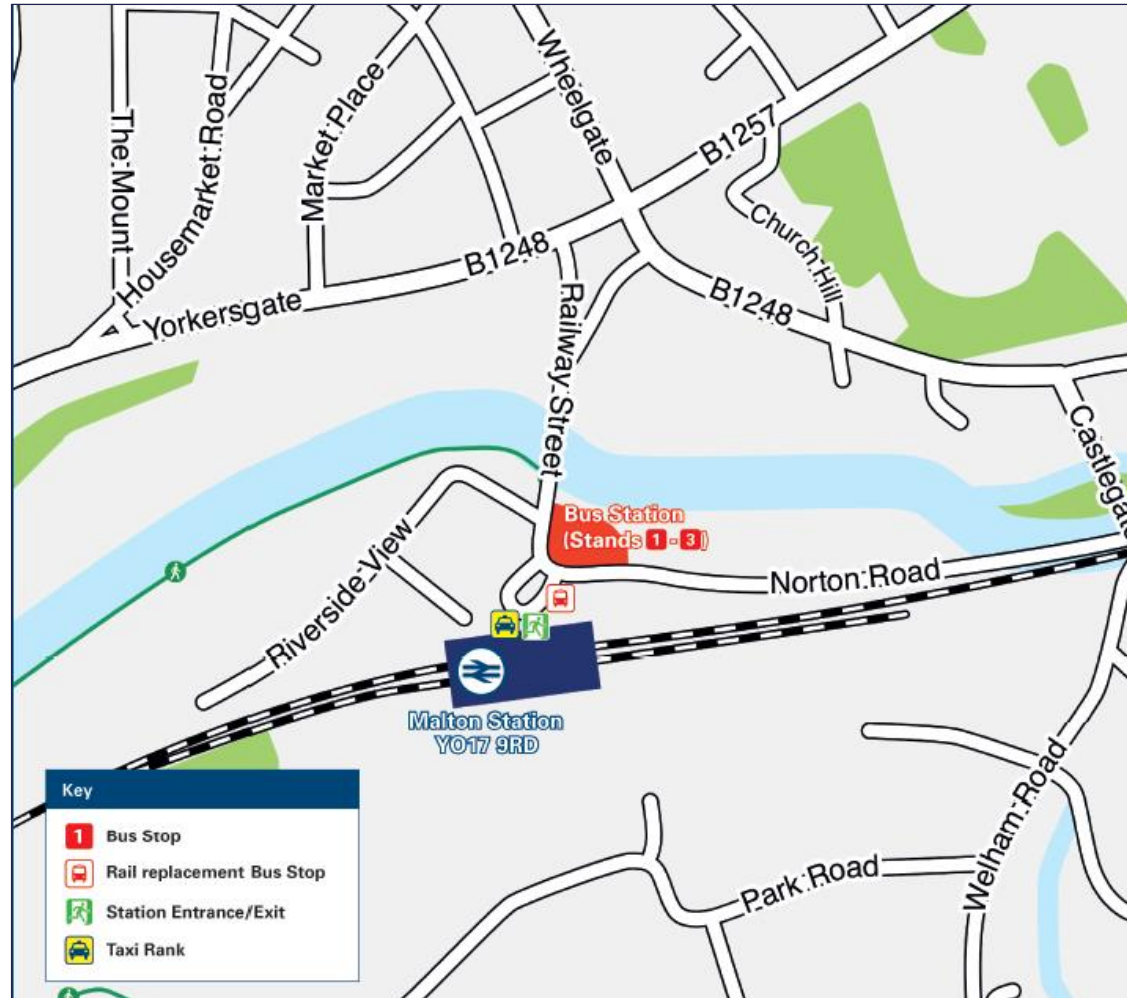 The Mount
Housemarket Road
Market Place
Wheelgate
B1257
Church Hill
B1248
B1248
Yorkersgate
Railway Street
Castlegate
Bus Station
(Stands 1 - 3)
Riverside View
Norton Road
Malton Station
YO17 9RD
Welham Road
Park Road
Key
1 Bus Stop
Rail replacement Bus Stop
Station Entrance/Exit
Taxi Rank